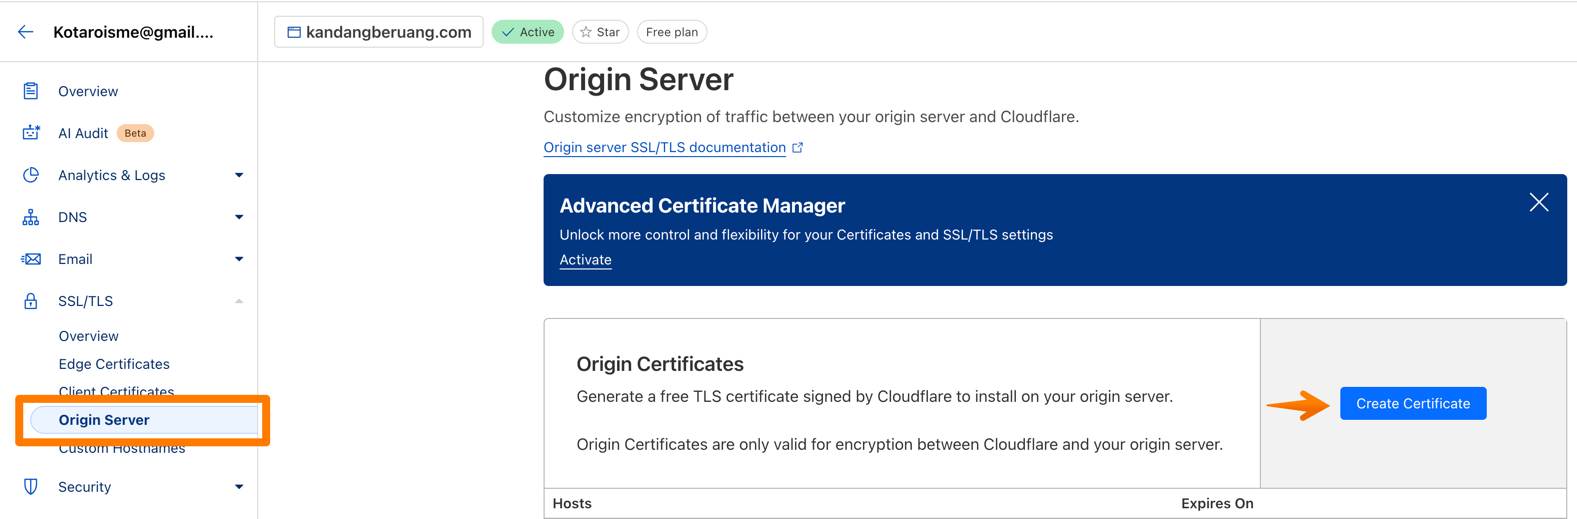 Kotaroisme@gmail....
kandangberuang.com
Active
Star
Free plan
Overview
AI Audit Beta
Analytics & Logs
DNS
Email
SSL/TLS
Overview
Edge Certificates
Client Certificates
Origin Server
Custom Hostnames
Security
Origin Server
Customize encryption of traffic between your origin server and Cloudflare.
Origin server SSL/TLS documentation
Advanced Certificate Manager
Unlock more control and flexibility for your Certificates and SSL/TLS settings
Activate
Origin Certificates
Generate a free TLS certificate signed by Cloudflare to install on your origin server.
Origin Certificates are only valid for encryption between Cloudflare and your origin server.
Create Certificate
Hosts
Expires On